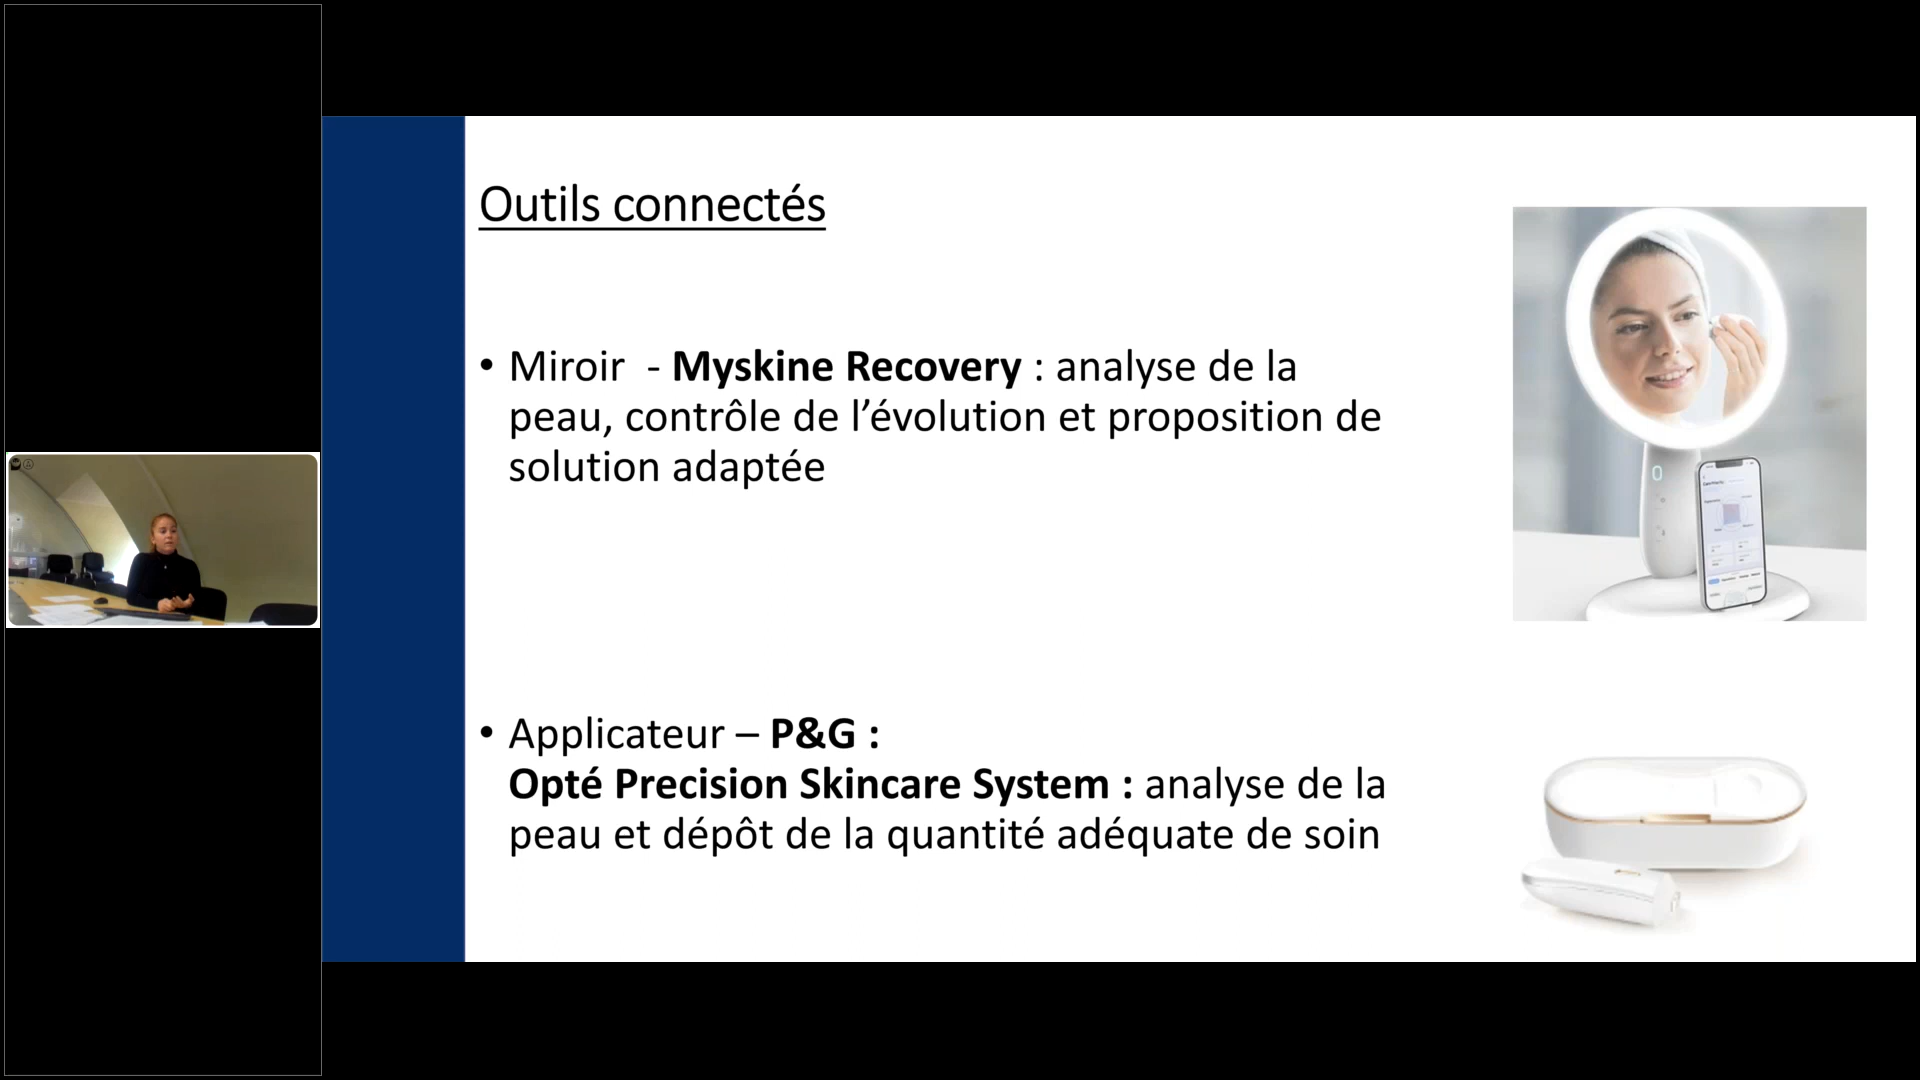 Outils connectés
• Miroir  - Myskine Recovery : analyse de la
peau, contrôle de l’évolution et proposition de
solution adaptée
• Applicateur – P&G :
Opté Precision Skincare System : analyse de la
peau et dépôt de la quantité adéquate de soin